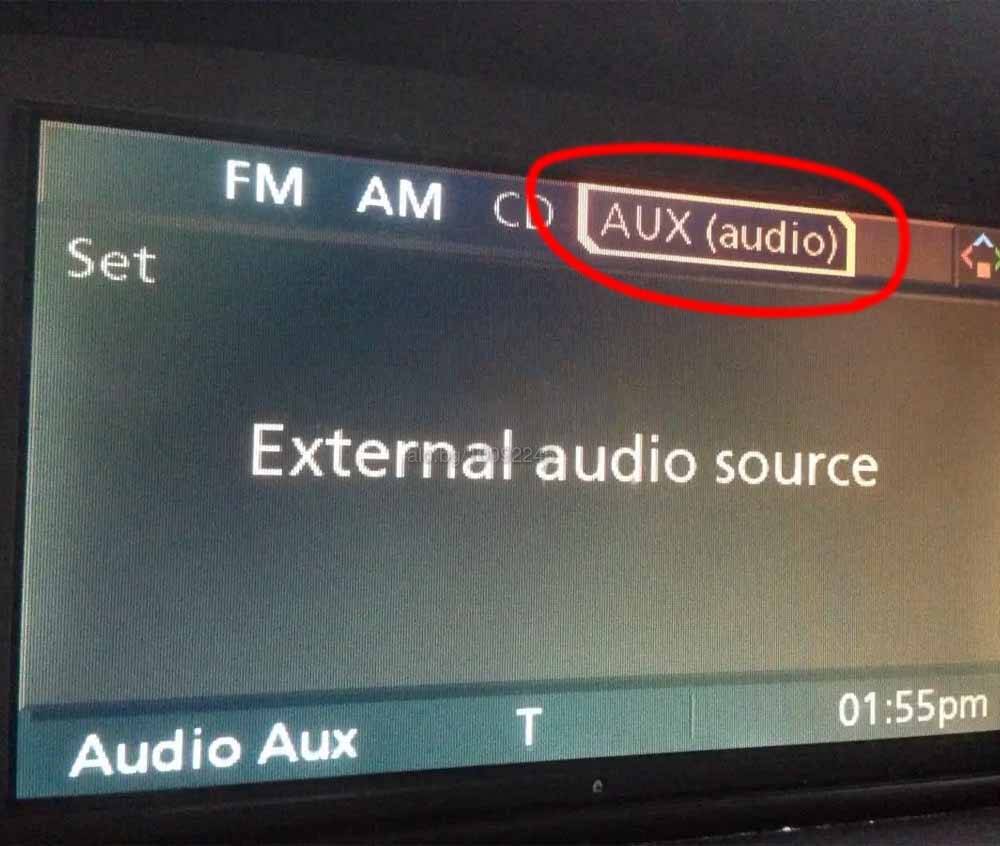 FM AM CD AUX (audio)
Set
External audio source
Audio Aux T 01:55pm